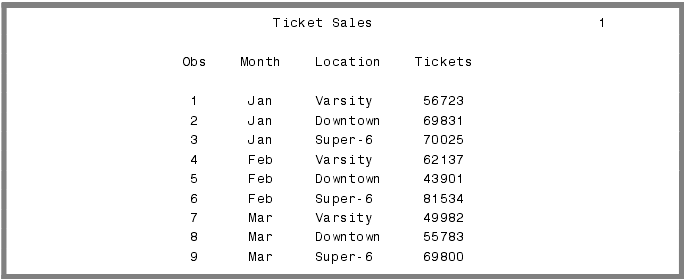 Ticket Sales 1
Obs Month Location Tickets
1 Jan Varsity 56723
2 Jan Downtown 69831
3 Jan Super-6 70025
4 Feb Varsity 62137
5 Feb Downtown 43901
6 Feb Super-6 81534
7 Mar Varsity 49982
8 Mar Downtown 55783
9 Mar Super-6 69800